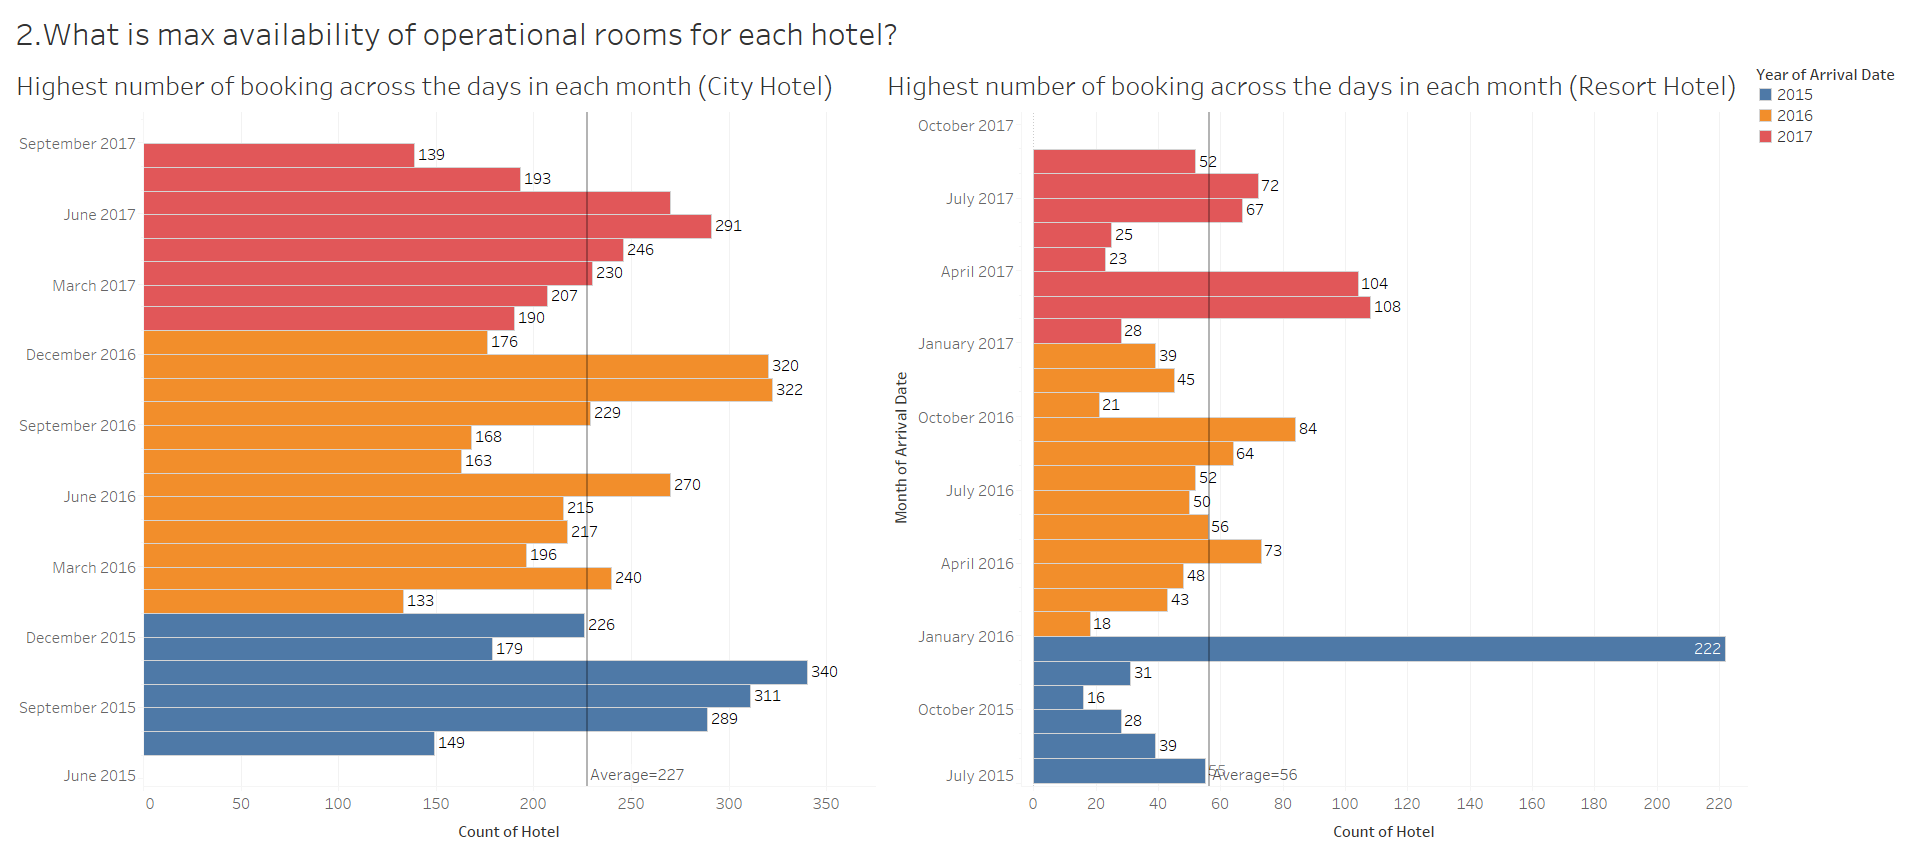 2.What is max availability of operational rooms for each hotel?
Highest number of booking across the days in each month (City Hotel)
September 2017
139
193
June 2017
291
246
230
March 2017
207
190
176
December 2016
320
322
229
September 2016
168
163
270
June 2016
215
217
196
March 2016
240
133
226
December 2015
179
340
311
September 2015
289
149
June 2015
Average=227
0 50 100 150 200 250 300 350
Count of Hotel
Highest number of booking across the days in each month (Resort Hotel)
Month of Arrival Date
October 2017
52
72
July 2017
67
25
23
April 2017
104
108
28
January 2017
39
45
21
October 2016
84
64
52
July 2016
50
56
73
April 2016
48
43
18
January 2016
222
31
16
October 2015
28
39
July 2015
55
Average=56
0 20 40 60 80 100 120 140 160 180 200 220
Count of Hotel
Year of Arrival Date
2015
2016
2017